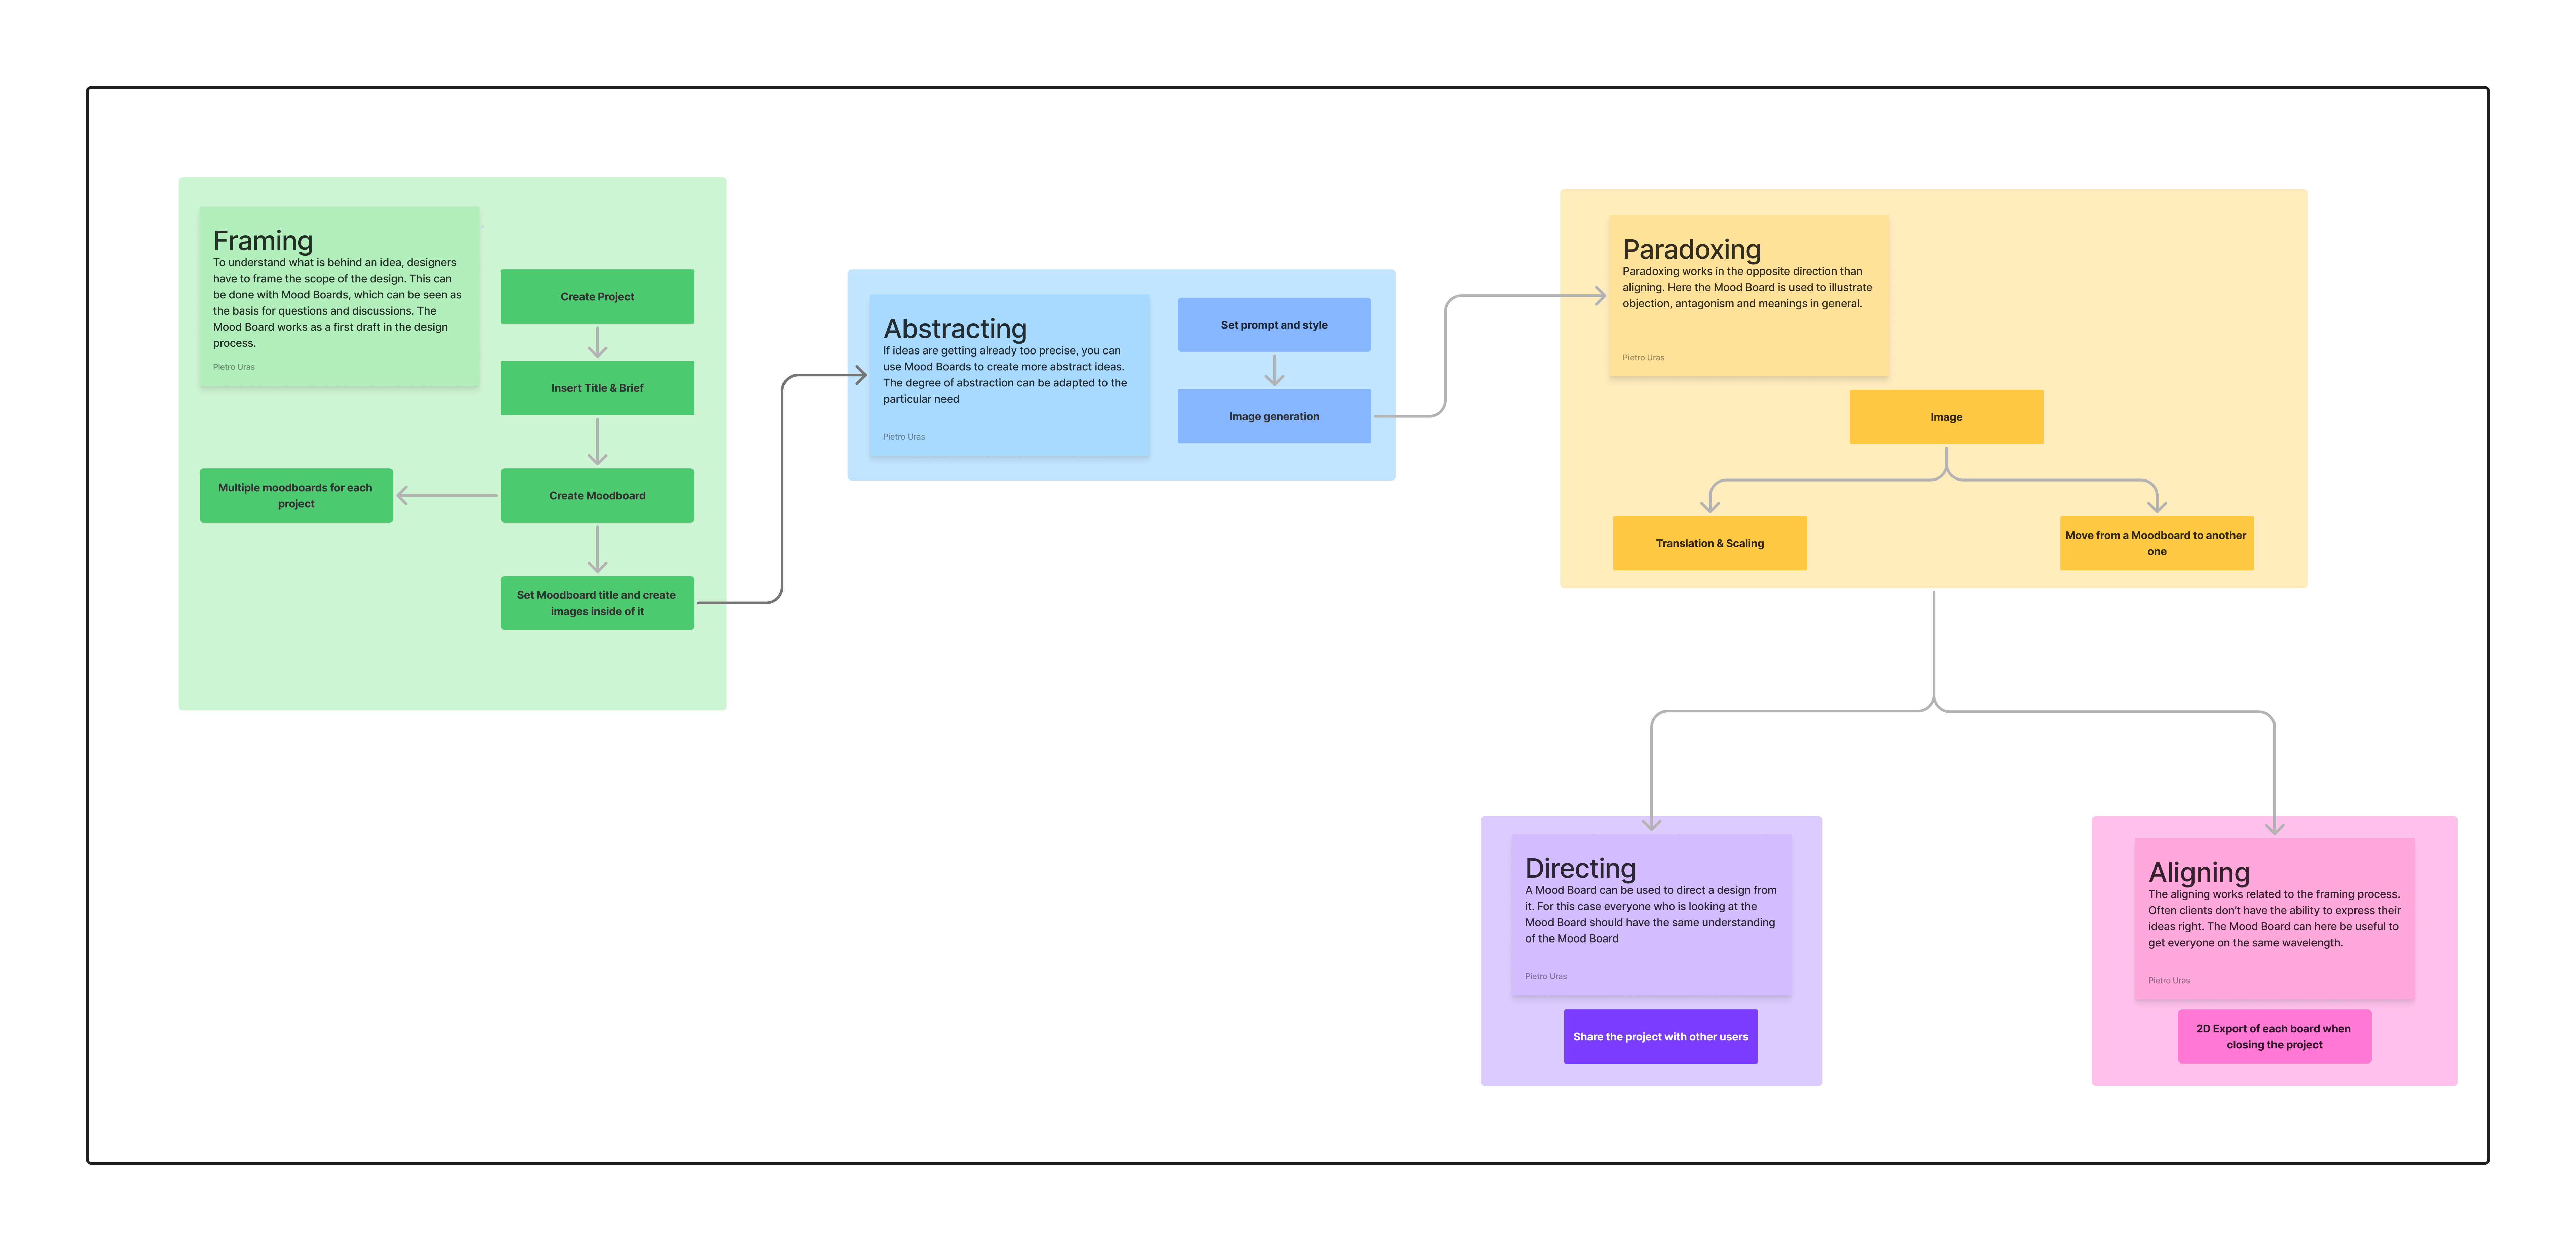 Framing
To understand what is behind an idea, designers
have to frame the scope of the design. This can
be done with Mood Boards, which can be seen as
the basis for questions and discussions. The
Mood Board works as a first draft in the design
process.
Pietro Uras
Create Project
Insert Title & Brief
Create Moodboard
Multiple moodboards for each
project
Set Moodboard title and create
images inside of it
Abstracting
If ideas are getting already too precise, you can
use Mood Boards to create more abstract ideas.
The degree of abstraction can be adapted to the
particular need
Pietro Uras
Set prompt and style
Image generation
Paradoxing
Paradoxing works in the opposite direction than
aligning. Here the Mood Board is used to illustrate
objection, antagonism and meanings in general.
Pietro Uras
Image
Translation & Scaling
Move from a Moodboard to another
one
Directing
A Mood Board can be used to direct a design from
it. For this case everyone who is looking at the
Mood Board should have the same understanding
of the Mood Board
Pietro Uras
Share the project with other users
Aligning
The aligning works related to the framing process.
Often clients don't have the ability to express their
ideas right. The Mood Board can here be useful to
get everyone on the same wavelength.
Pietro Uras
2D Export of each board when
closing the project